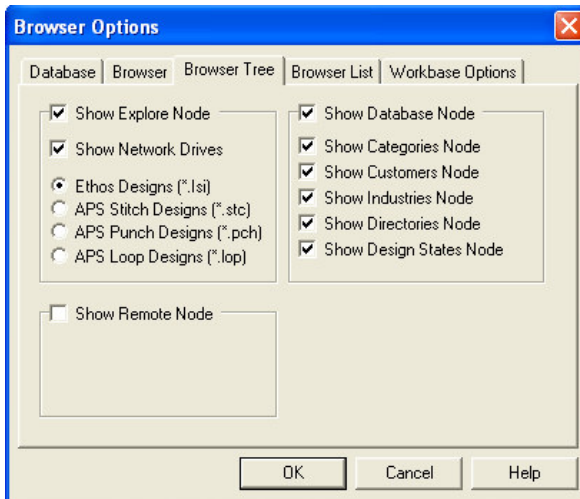 Browser Options
Database Browser Browser Tree Browser List Workbase Options
Show Explore Node
Show Network Drives
Ethos Designs (*.lsi)
APS Stitch Designs (*.stc)
APS Punch Designs (*.pch)
APS Loop Designs (*.lop)
Show Remote Node
Show Database Node
Show Categories Node
Show Customers Node
Show Industries Node
Show Directories Node
Show Design States Node
OK Cancel Help